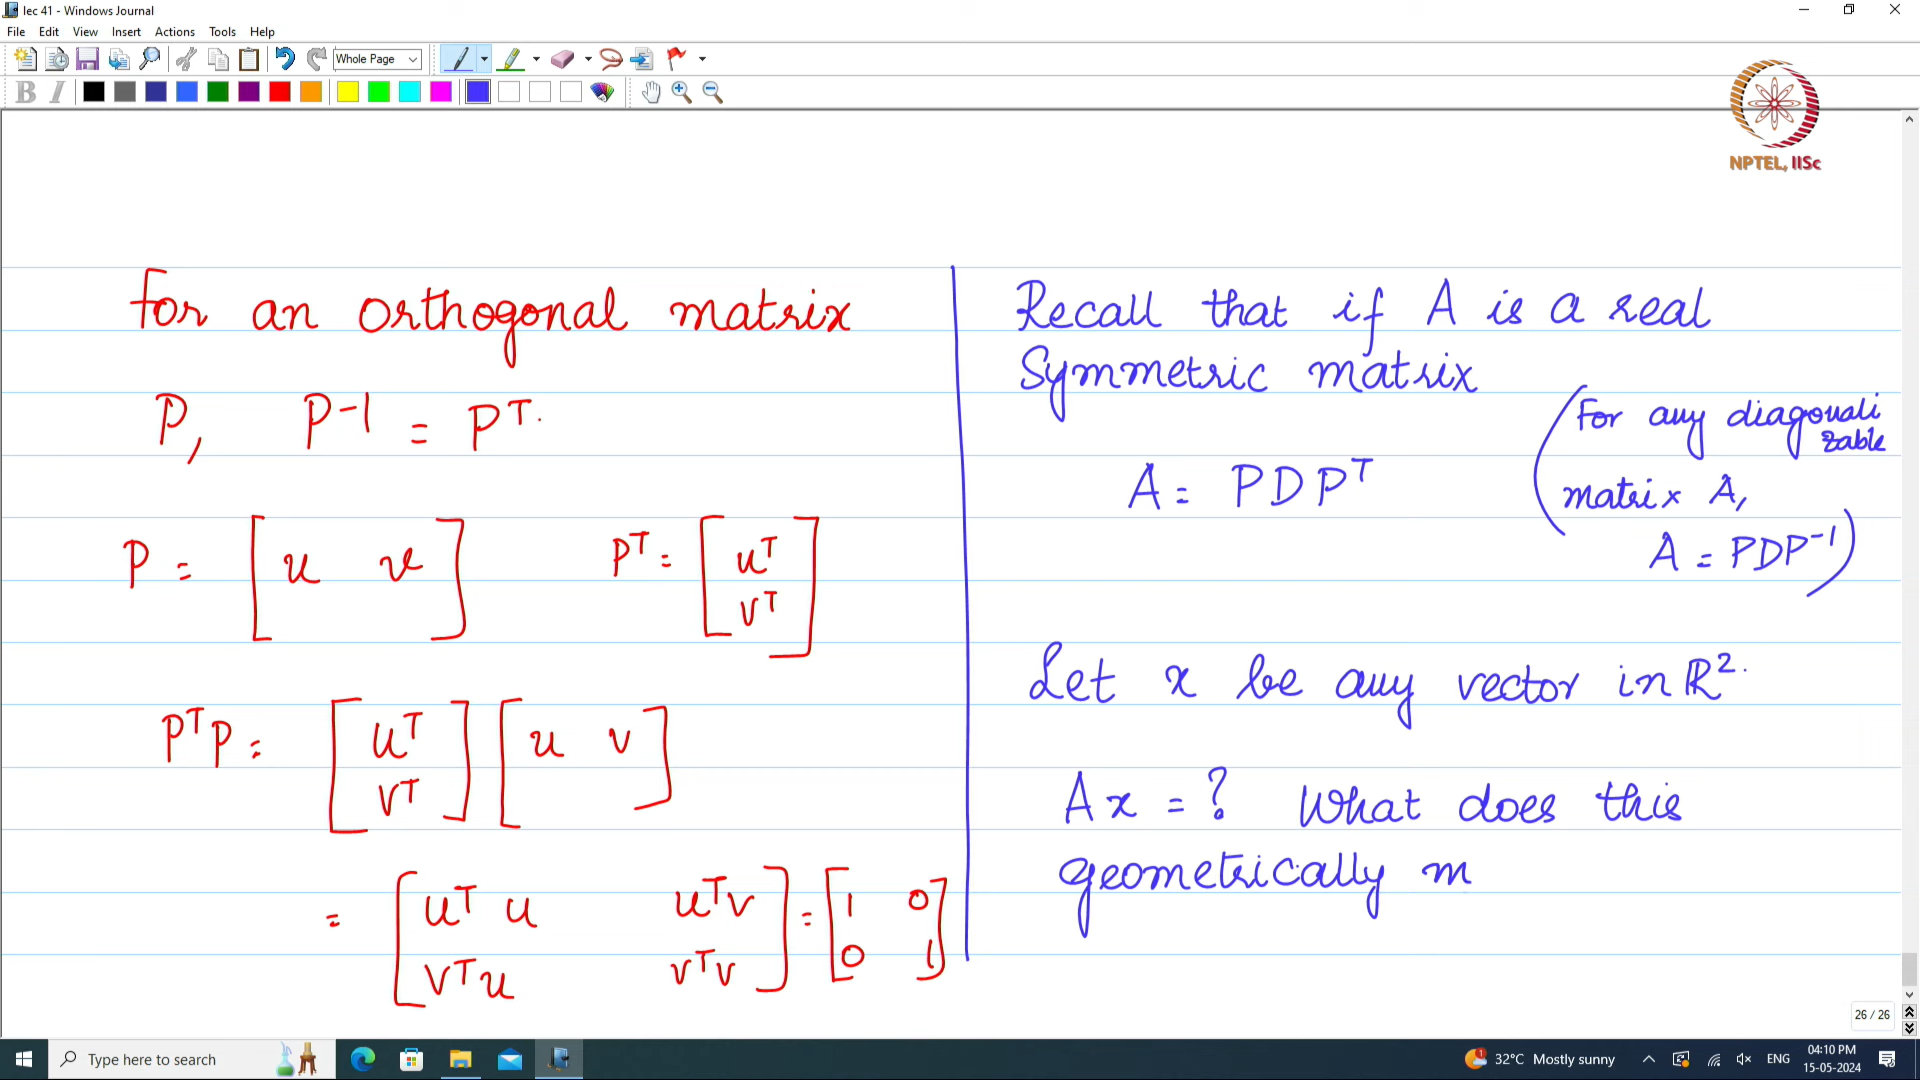 lec 41 - Windows Journal
File Edit View Insert Actions Tools Help
Whole Page
B I
NPTEL, IISc
For an orthogonal matrix
P, P-1 = PT.
P = [ u v ] PT = [ uT
vT ]
PTP = [ uT
vT ] [ u v ]
= [ uT u uTv
vTu vTv ] = [ 1 0
0 1 ]
Recall that if A is a real
Symmetric matrix
A = PDPT
(For any diagonali
zable
matrix A,
A = PDP-1)
Let x be any vector in R2.
Ax = ? What does this
geometrically m
26 / 26
Type here to search
32°C Mostly sunny
ENG
04:10 PM
15-05-2024